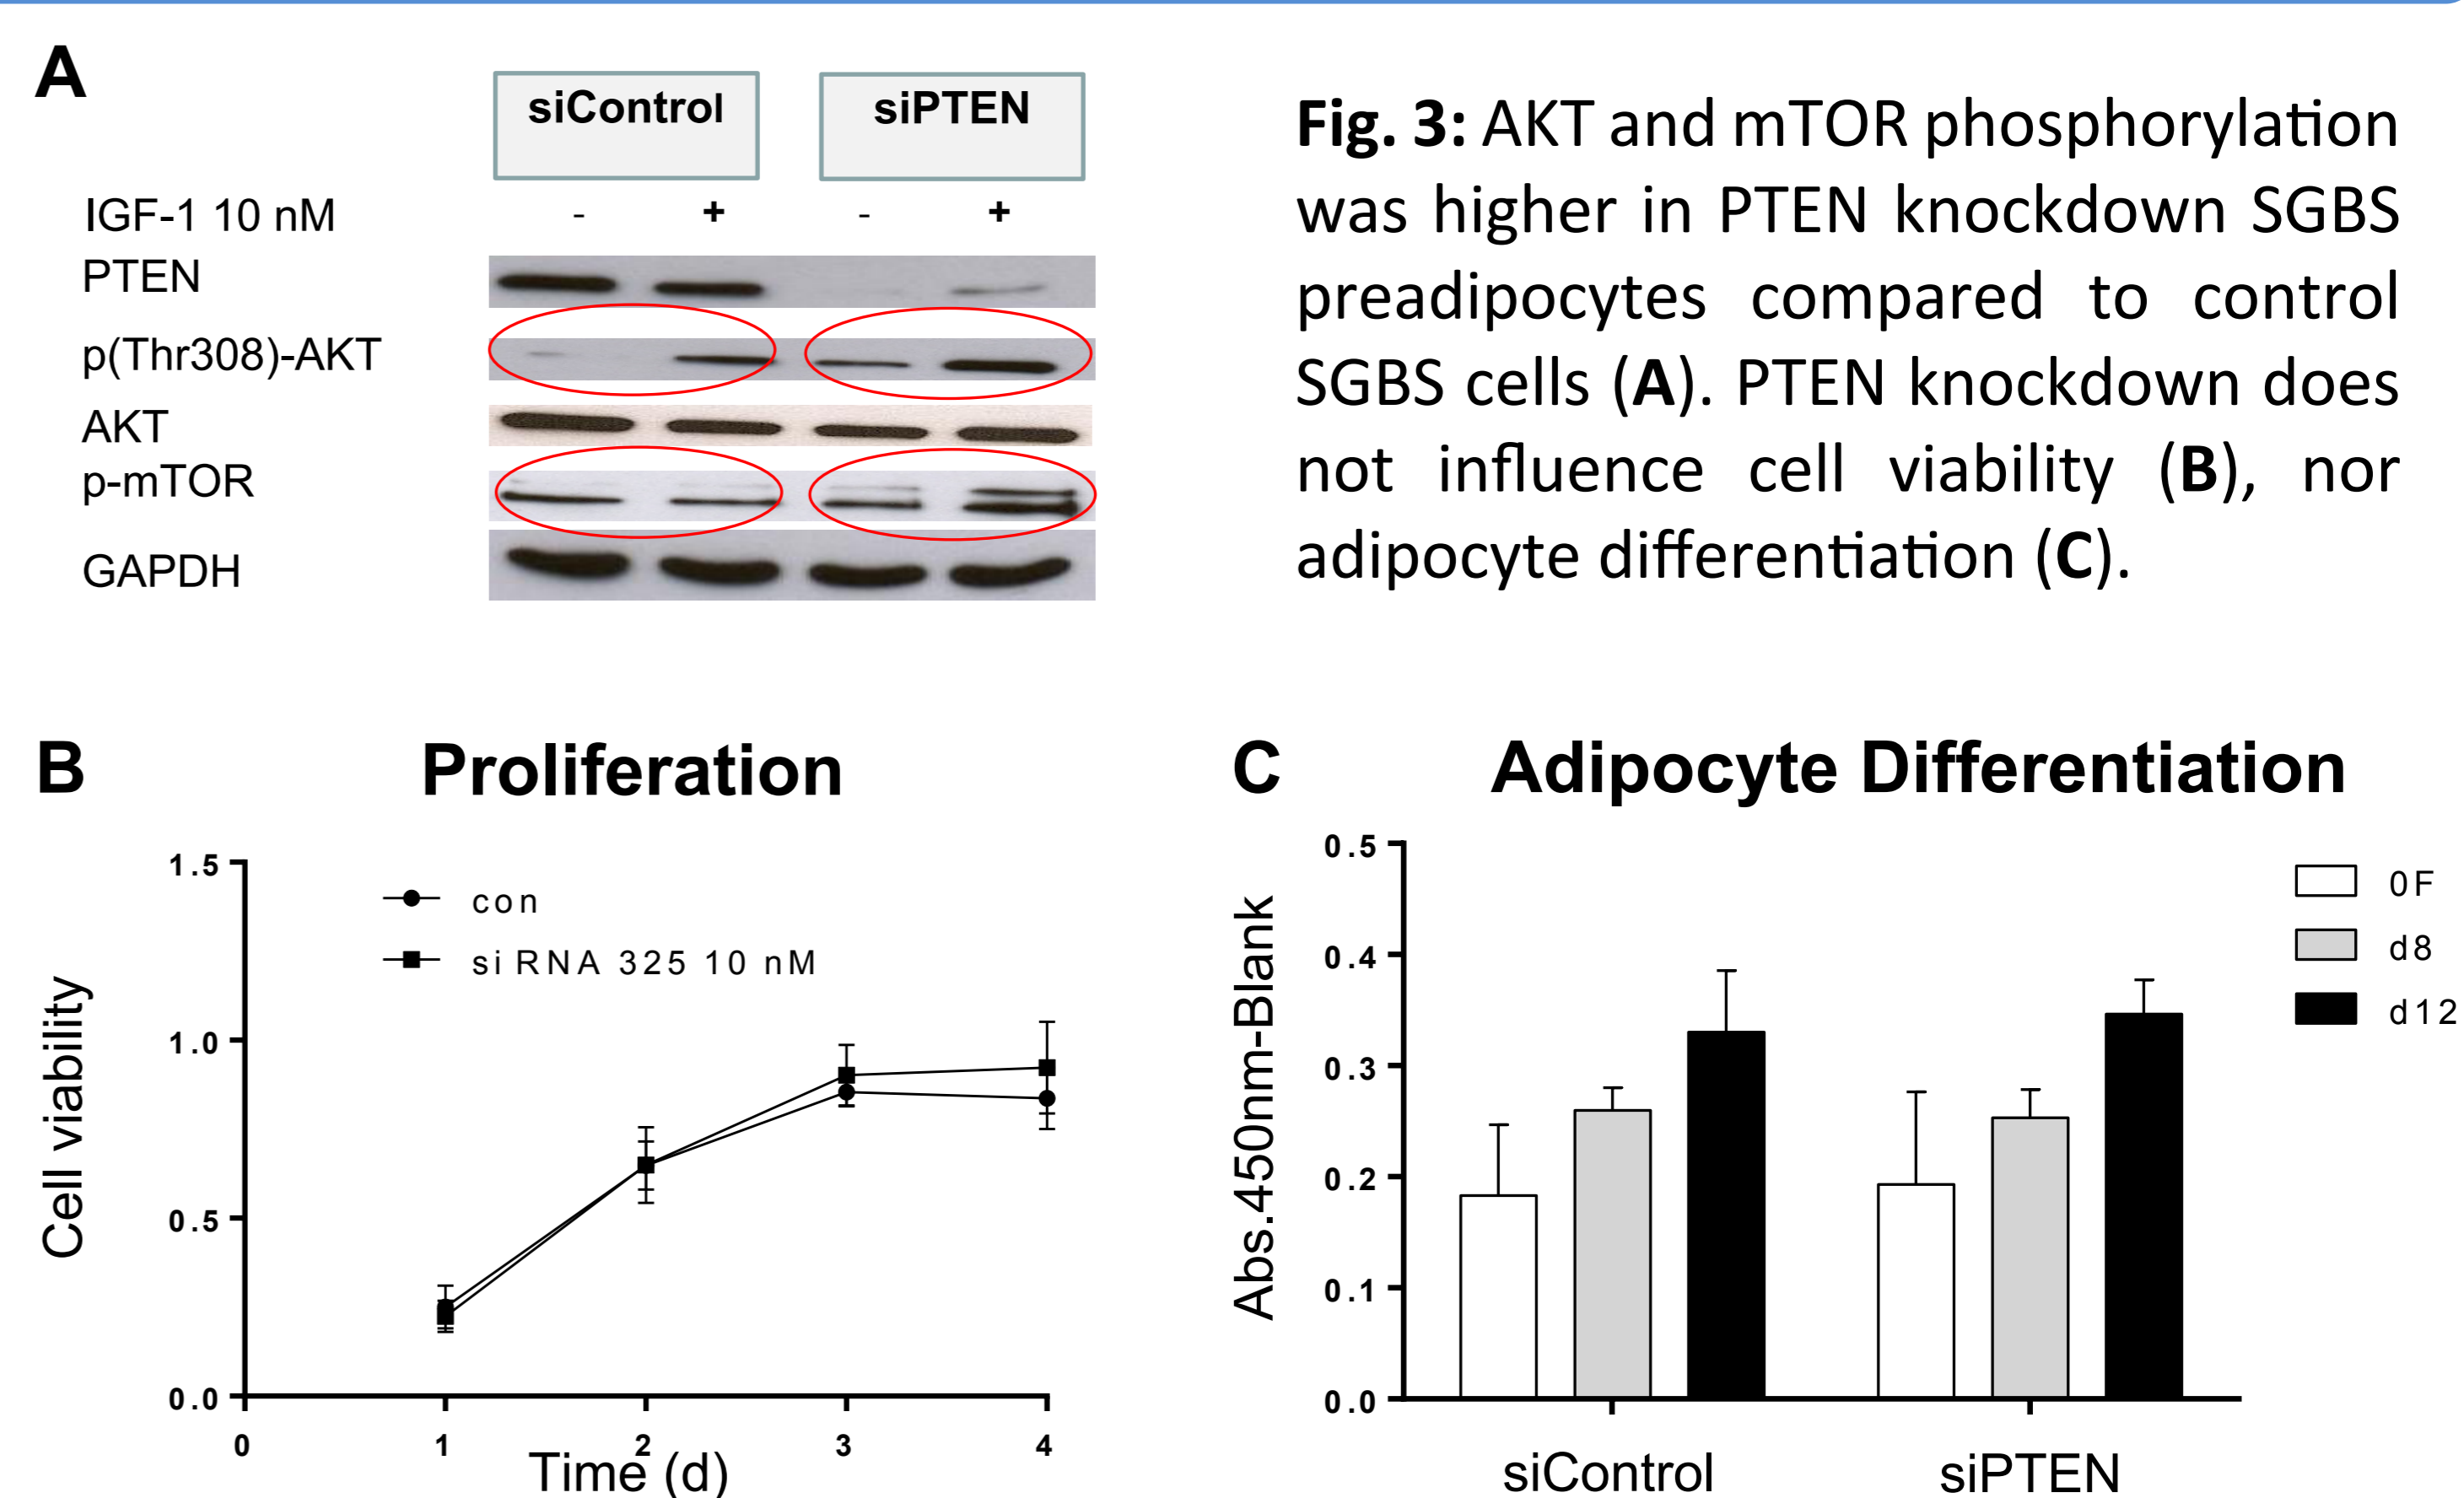 A
siControl
siPTEN
IGF-1 10 nM
- + - +
PTEN
p(Thr308)-AKT
AKT
p-mTOR
GAPDH
Fig. 3: AKT and mTOR phosphorylation
was higher in PTEN knockdown SGBS
preadipocytes compared to control
SGBS cells (A). PTEN knockdown does
not influence cell viability (B), nor
adipocyte differentiation (C).
B
Proliferation
1.5
1.0
0.5
0.0
Cell viability
con
siRNA 325 10 nM
0 1 2 3 4
Time (d)
C
Adipocyte Differentiation
0.5
0.4
0.3
0.2
0.1
0.0
Abs.450nm-Blank
0F
d8
d12
siControl
siPTEN